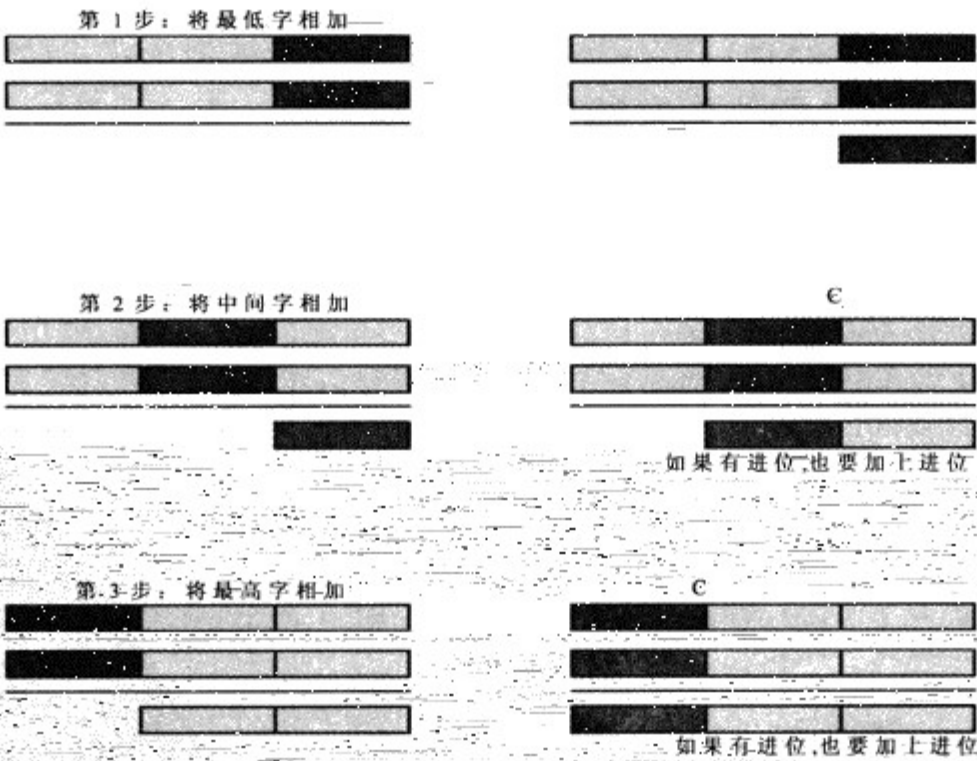 第 1 步：将最低字相加
第 2 步：将中间字相加
C
如果有进位,也要加上进位
第 3 步：将最高字相加
C
如果有进位,也要加上进位